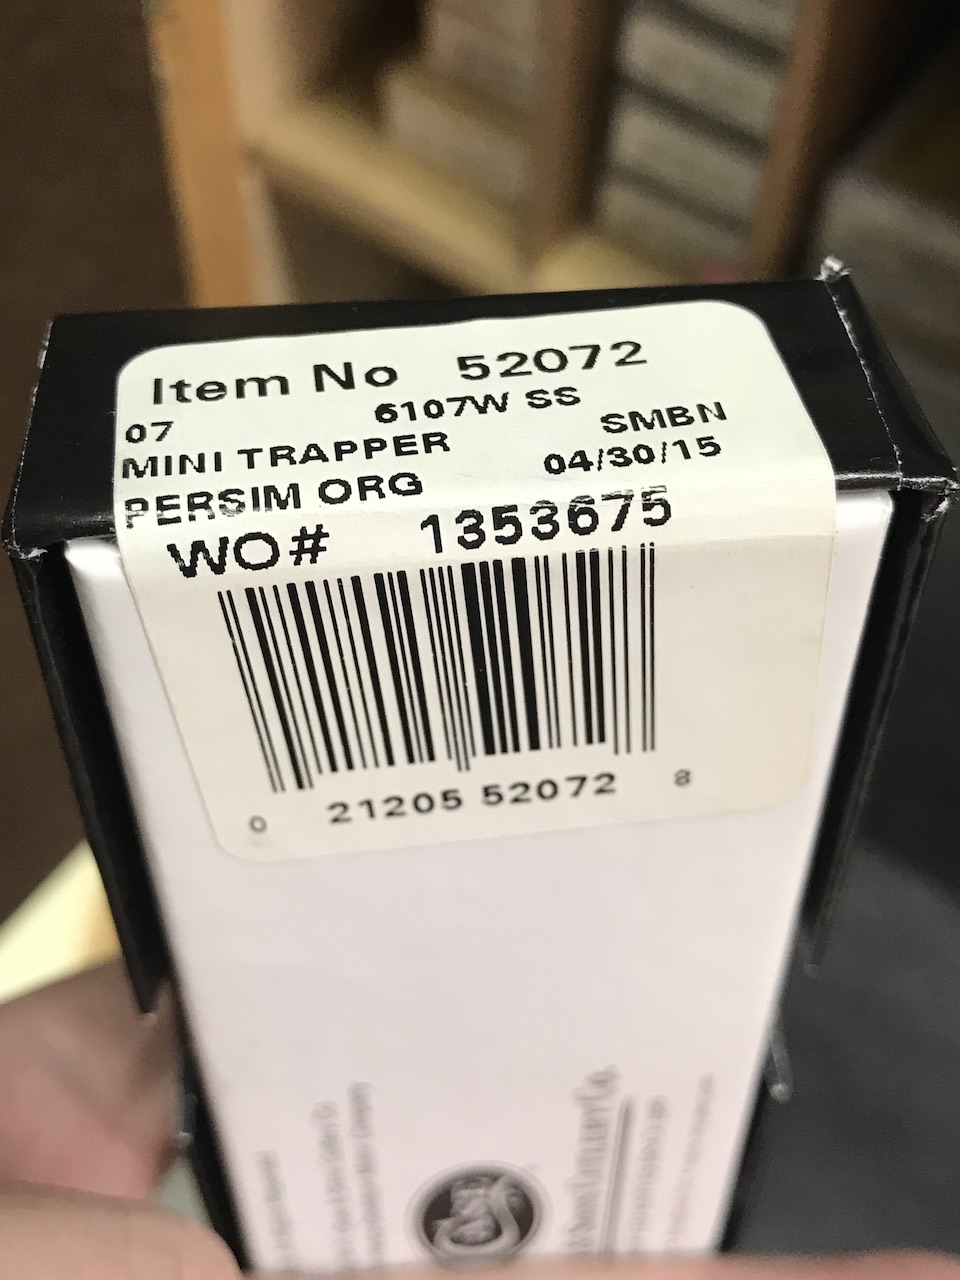 Item No 52072
07 6107W SS
MINI TRAPPER SMBN
PERSIM ORG 04/30/15
WO# 1353675
0 21205 52072 8
CASE